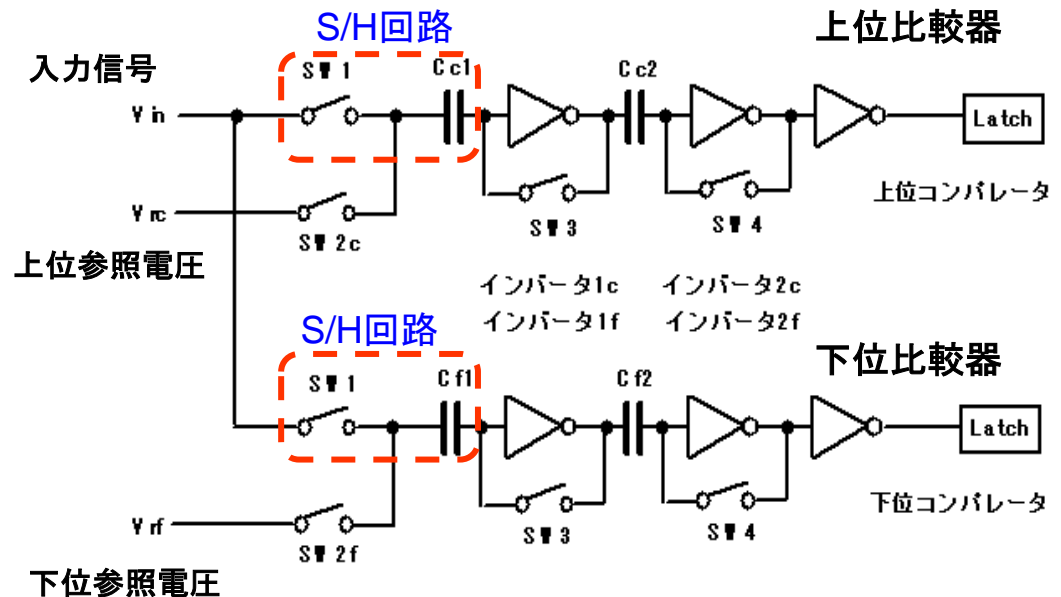 S/H回路
上位比較器
入力信号
SW1
Cc1
Cc2
Vin
Latch
Vrc
SW2c
SW3
SW4
上位コンパレータ
上位参照電圧
インバータ1c
インバータ2c
インバータ1f
インバータ2f
S/H回路
下位比較器
SW1
Cf1
Cf2
Latch
Vrf
SW2f
SW3
SW4
下位コンパレータ
下位参照電圧